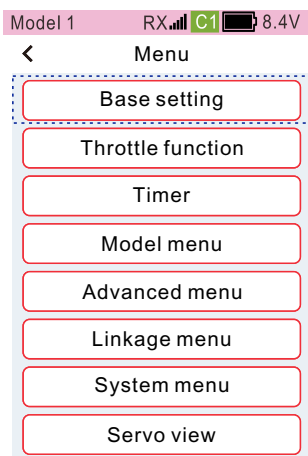 Model 1 RX C1 8.4V
Menu
Base setting
Throttle function
Timer
Model menu
Advanced menu
Linkage menu
System menu
Servo view